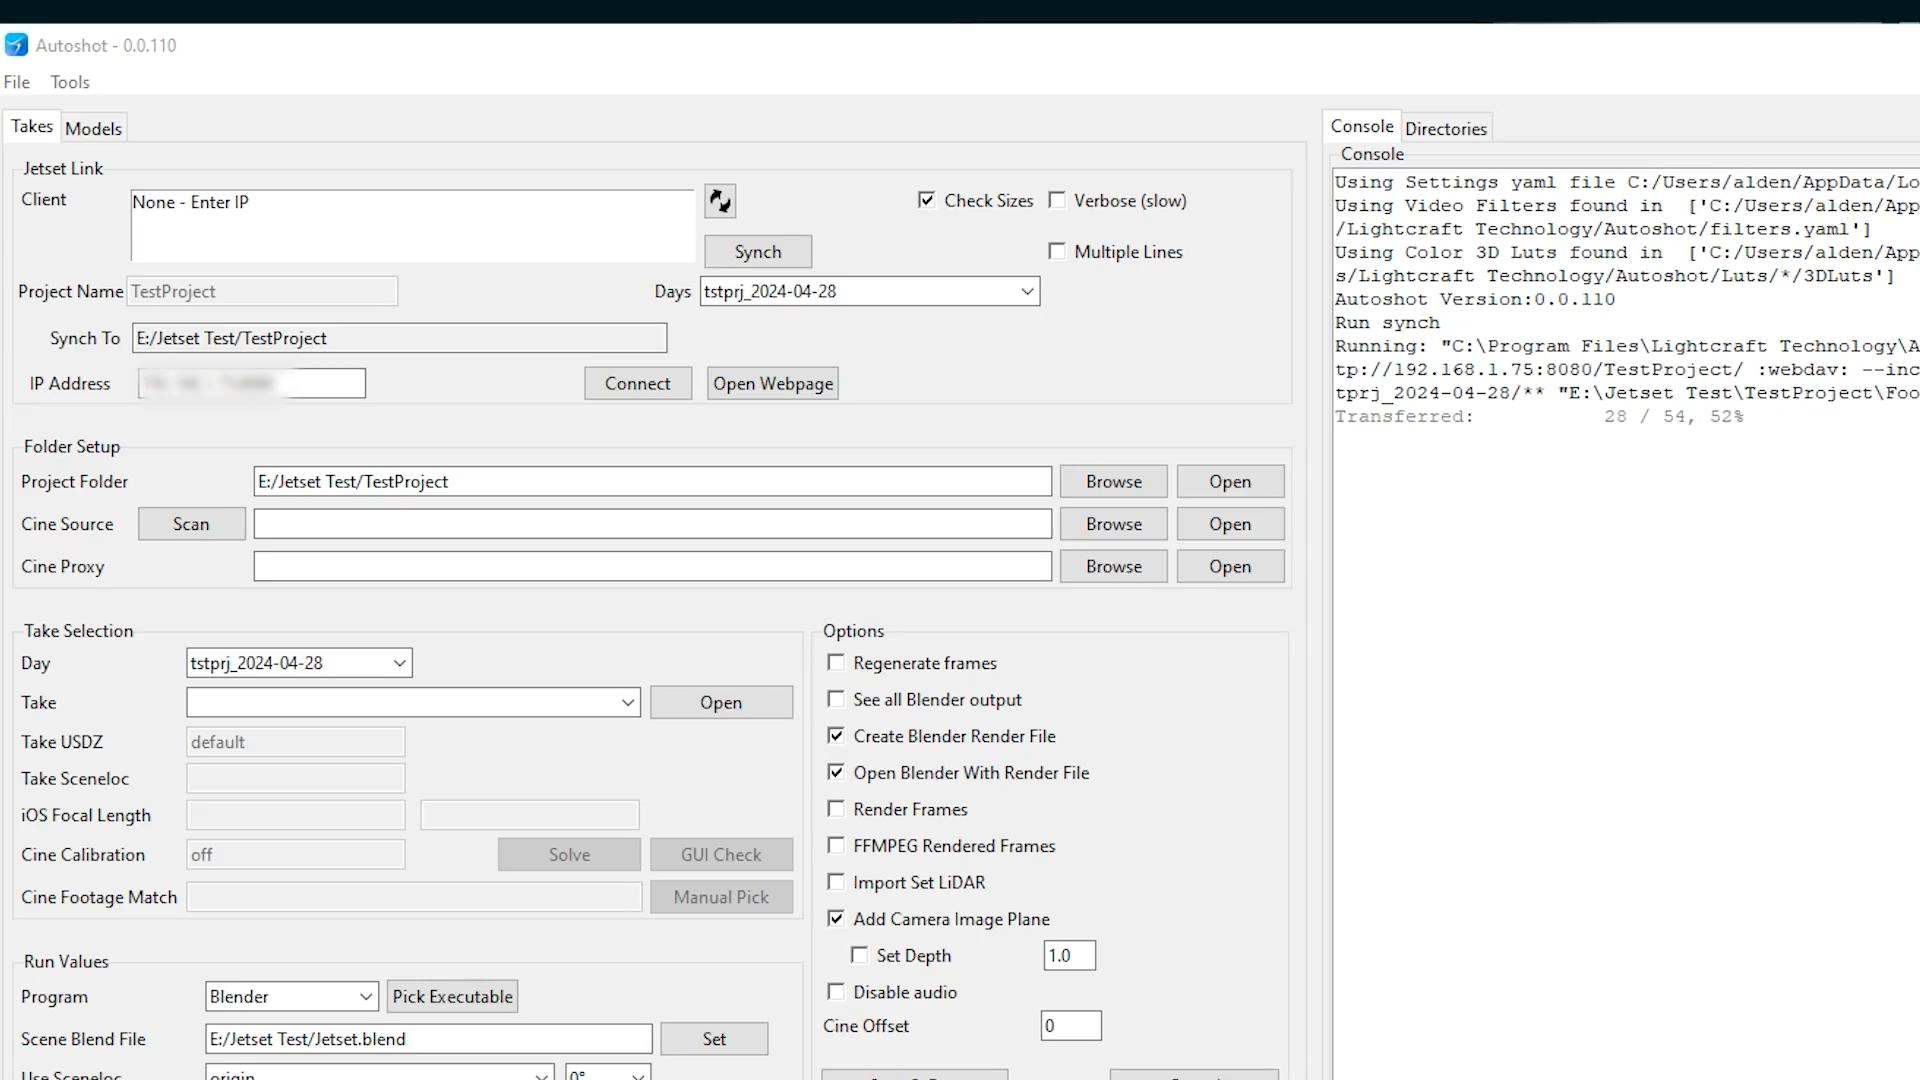 Autoshot - 0.0.110
File Tools
Takes Models
Jetset Link
Client None - Enter IP
Check Sizes Verbose (slow)
Synch Multiple Lines
Project Name TestProject Days tstprj_2024-04-28
Synch To E:/Jetset Test/TestProject
IP Address Connect Open Webpage
Folder Setup
Project Folder E:/Jetset Test/TestProject Browse Open
Cine Source Scan Browse Open
Cine Proxy Browse Open
Take Selection
Day tstprj_2024-04-28
Take Open
Take USDZ default
Take Sceneloc
iOS Focal Length
Cine Calibration off Solve GUI Check
Cine Footage Match Manual Pick
Run Values
Program Blender Pick Executable
Scene Blend File E:/Jetset Test/Jetset.blend Set
Use Sceneloc origin 0°
Options
Regenerate frames
See all Blender output
Create Blender Render File
Open Blender With Render File
Render Frames
FFMPEG Rendered Frames
Import Set LiDAR
Add Camera Image Plane
Set Depth 1.0
Disable audio
Cine Offset 0
Console Directories
Console
Using Settings yaml file C:/Users/alden/AppData/Lo
Using Video Filters found in ['C:/Users/alden/App
/Lightcraft Technology/Autoshot/filters.yaml']
Using Color 3D Luts found in ['C:/Users/alden/App
s/Lightcraft Technology/Autoshot/Luts/*/3DLuts']
Autoshot Version:0.0.110
Run synch
Running: "C:\Program Files\Lightcraft Technology\A
tp://192.168.1.75:8080/TestProject/ :webdav: --inc
tprj_2024-04-28/** "E:\Jetset Test\TestProject\Foo
Transferred: 28 / 54, 52%